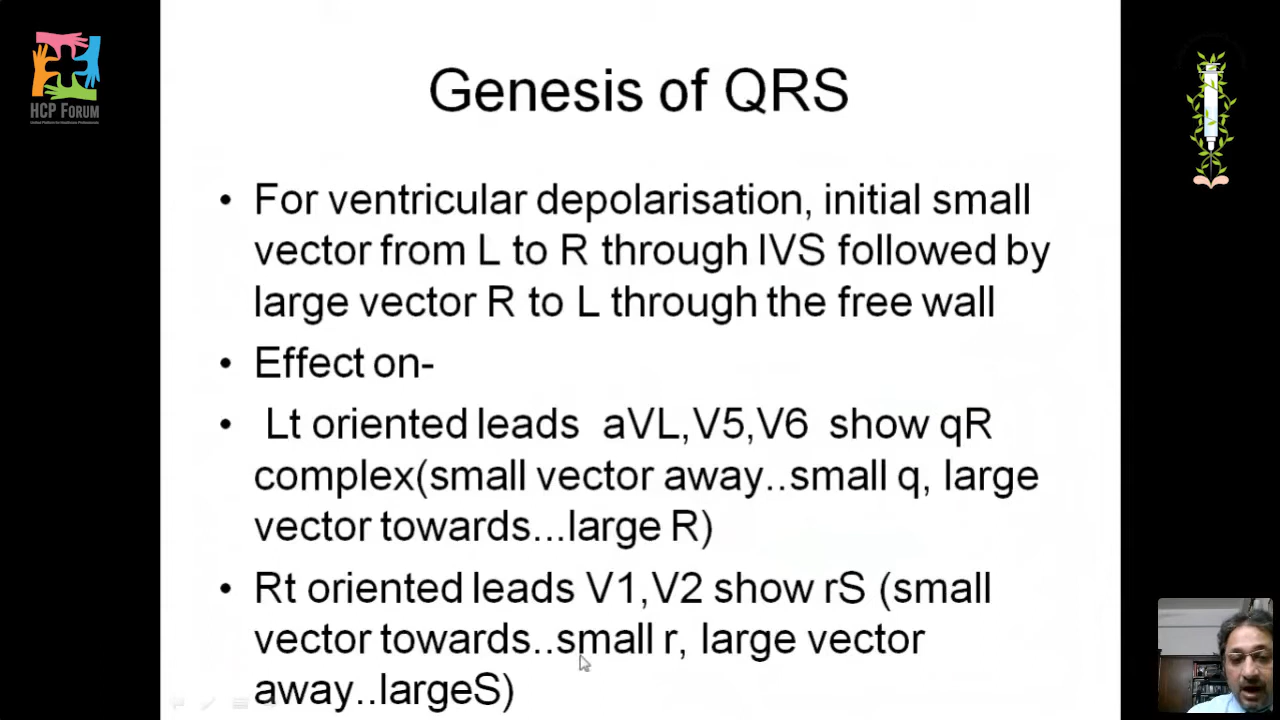 HCP FORUM
Genesis of QRS
• For ventricular depolarisation, initial small
vector from L to R through IVS followed by
large vector R to L through the free wall
• Effect on-
• Lt oriented leads aVL,V5,V6 show qR
complex(small vector away..small q, large
vector towards...large R)
• Rt oriented leads V1,V2 show rS (small
vector towards..small r, large vector
away..largeS)